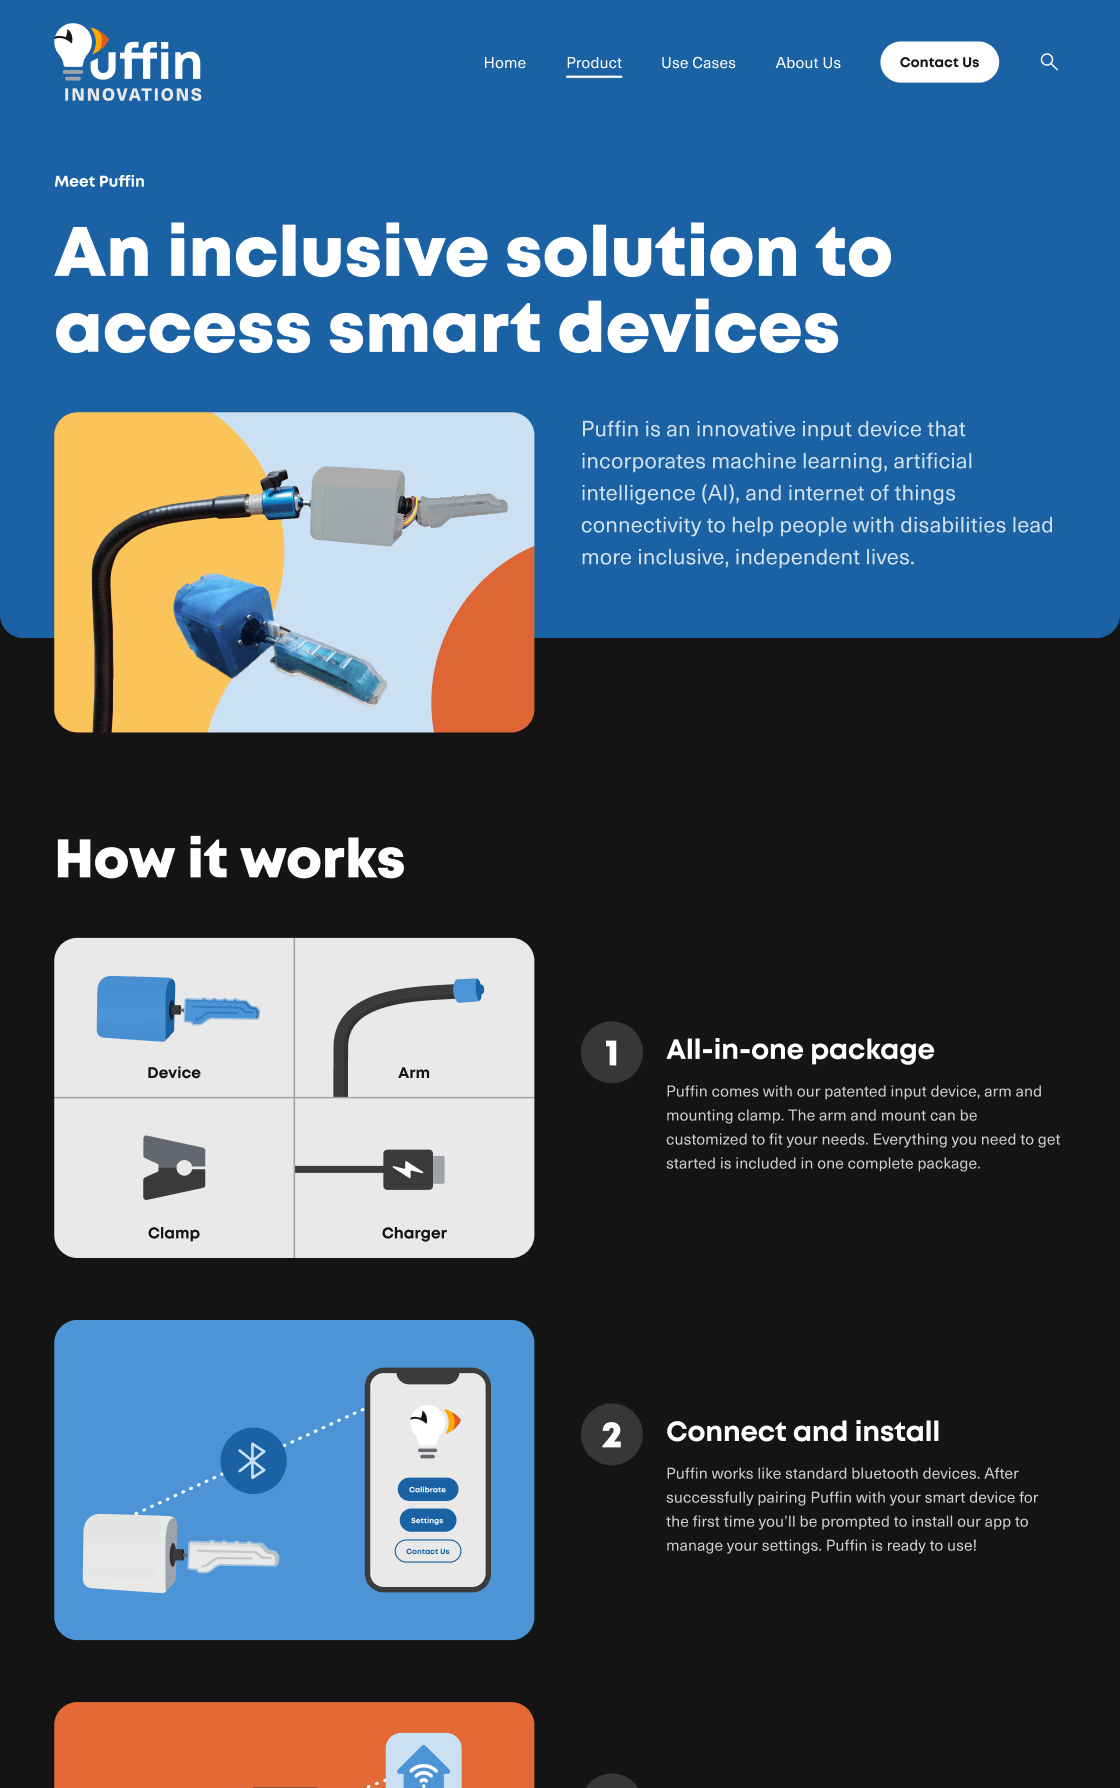 Puffin
INNOVATIONS
Home
Product
Use Cases
About Us
Contact Us
Meet Puffin
An inclusive solution to
access smart devices
Puffin is an innovative input device that
incorporates machine learning, artificial
intelligence (AI), and internet of things
connectivity to help people with disabilities lead
more inclusive, independent lives.
How it works
Device
Arm
Clamp
Charger
1
All-in-one package
Puffin comes with our patented input device, arm and
mounting clamp. The arm and mount can be
customized to fit your needs. Everything you need to get
started is included in one complete package.
Calibrate
Settings
Contact Us
2
Connect and install
Puffin works like standard bluetooth devices. After
successfully pairing Puffin with your smart device for
the first time you’ll be prompted to install our app to
manage your settings. Puffin is ready to use!